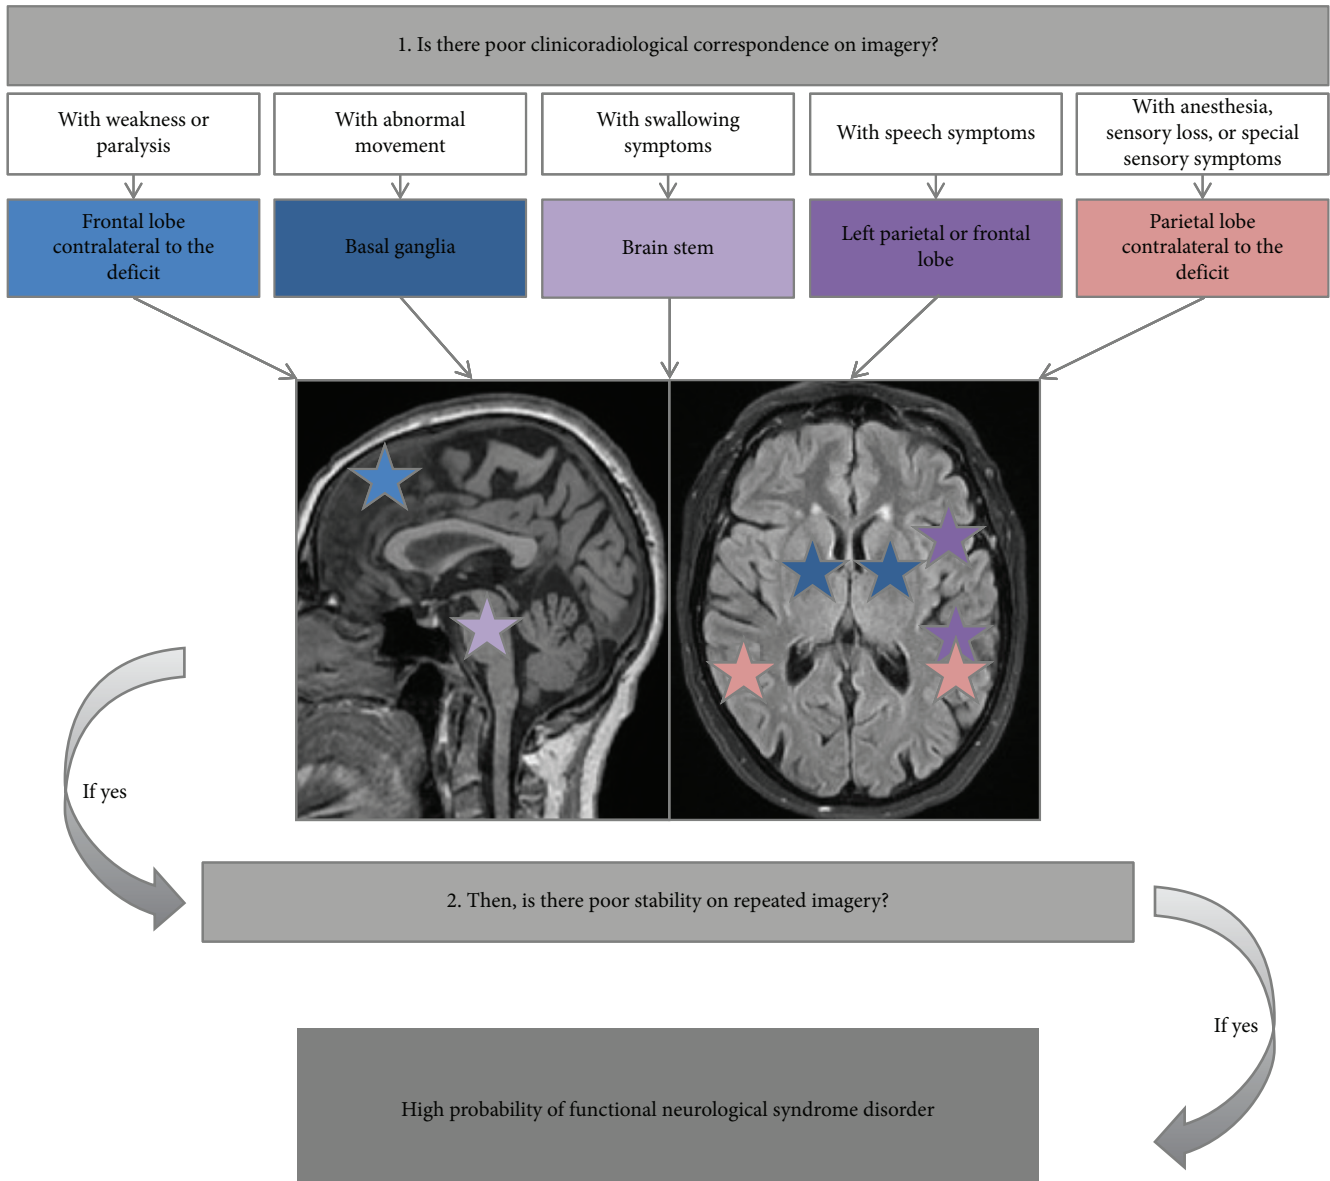 1. Is there poor clinicoradiological correspondence on imagery?
With weakness or
paralysis
With abnormal
movement
With swallowing
symptoms
With speech symptoms
With anesthesia,
sensory loss, or special
sensory symptoms
Frontal lobe
contralateral to the
deficit
Basal ganglia
Brain stem
Left parietal or frontal
lobe
Parietal lobe
contralateral to the
deficit
If yes
2. Then, is there poor stability on repeated imagery?
If yes
High probability of functional neurological syndrome disorder